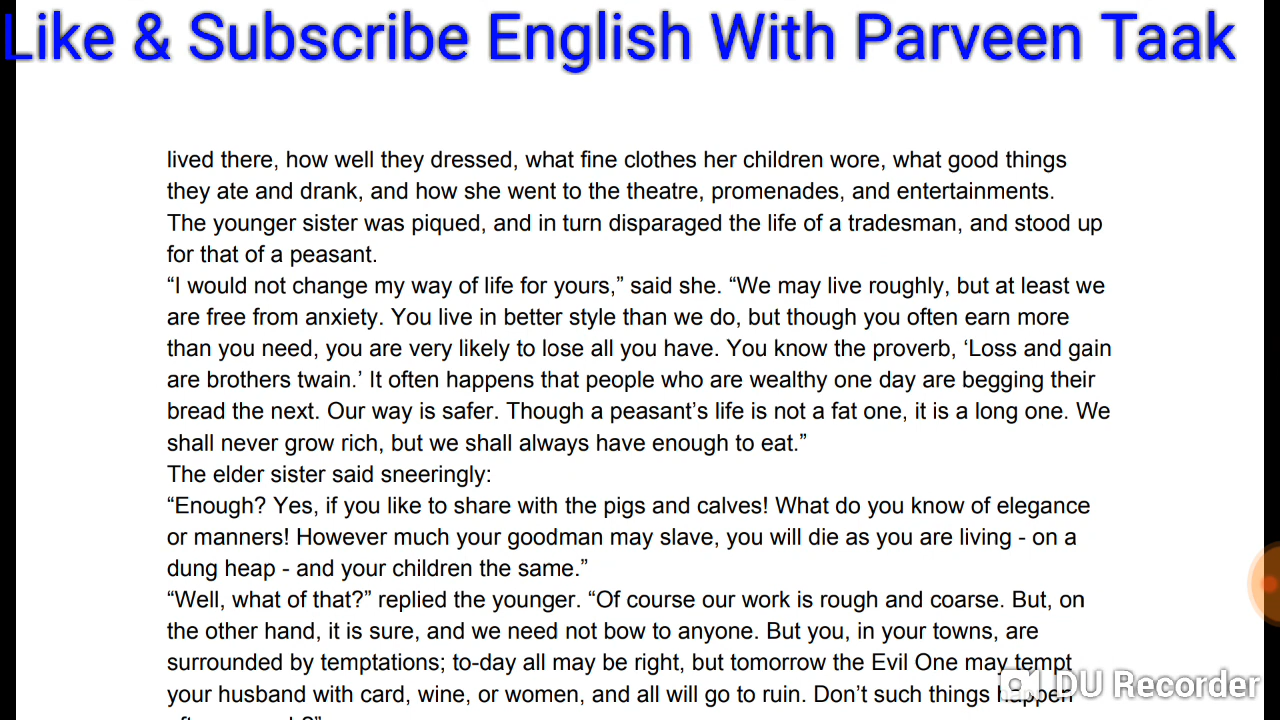 Like & Subscribe English With Parveen Taak
lived there, how well they dressed, what fine clothes her children wore, what good things
they ate and drank, and how she went to the theatre, promenades, and entertainments.
The younger sister was piqued, and in turn disparaged the life of a tradesman, and stood up
for that of a peasant.
“I would not change my way of life for yours,” said she. “We may live roughly, but at least we
are free from anxiety. You live in better style than we do, but though you often earn more
than you need, you are very likely to lose all you have. You know the proverb, ‘Loss and gain
are brothers twain.’ It often happens that people who are wealthy one day are begging their
bread the next. Our way is safer. Though a peasant’s life is not a fat one, it is a long one. We
shall never grow rich, but we shall always have enough to eat.”
The elder sister said sneeringly:
“Enough? Yes, if you like to share with the pigs and calves! What do you know of elegance
or manners! However much your goodman may slave, you will die as you are living - on a
dung heap - and your children the same.”
“Well, what of that?” replied the younger. “Of course our work is rough and coarse. But, on
the other hand, it is sure, and we need not bow to anyone. But you, in your towns, are
surrounded by temptations; to-day all may be right, but tomorrow the Evil One may tempt
your husband with card, wine, or women, and all will go to ruin. Don’t such things happen
DU Recorder